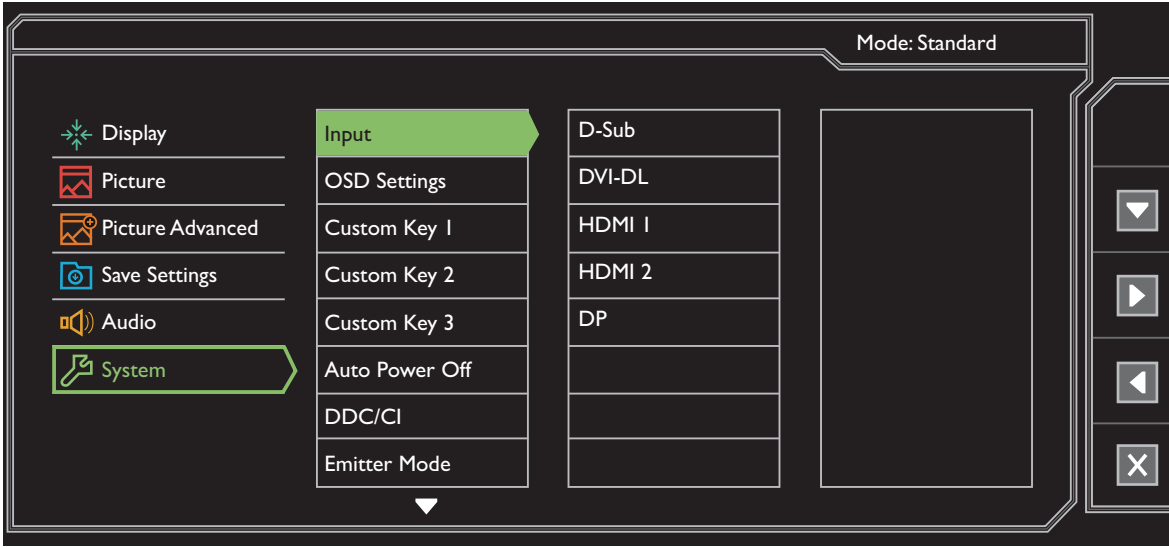 Mode: Standard
Display
Picture
Picture Advanced
Save Settings
Audio
System
Input
OSD Settings
Custom Key 1
Custom Key 2
Custom Key 3
Auto Power Off
DDC/CI
Emitter Mode
D-Sub
DVI-DL
HDMI 1
HDMI 2
DP
X